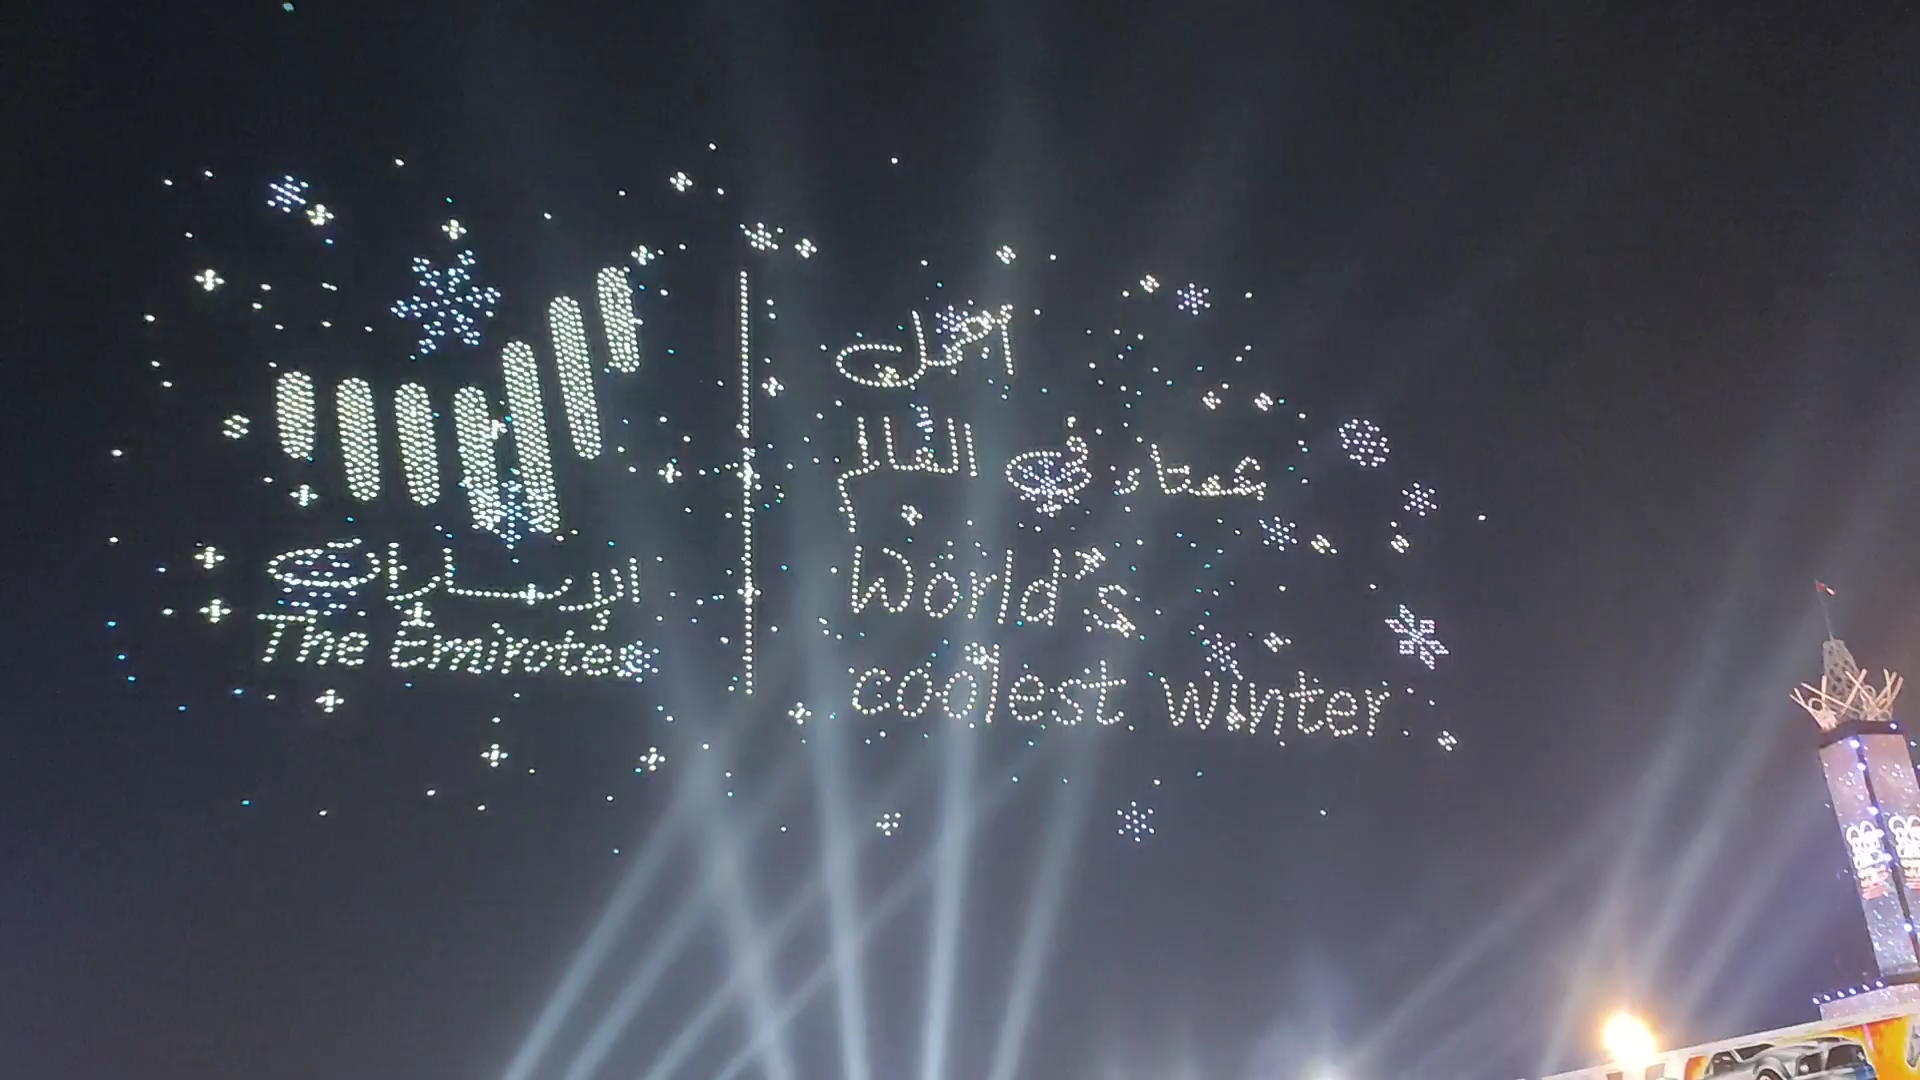 الإمارات
The Emirates
أجمل
شتاء في العالم
World's
coolest winter